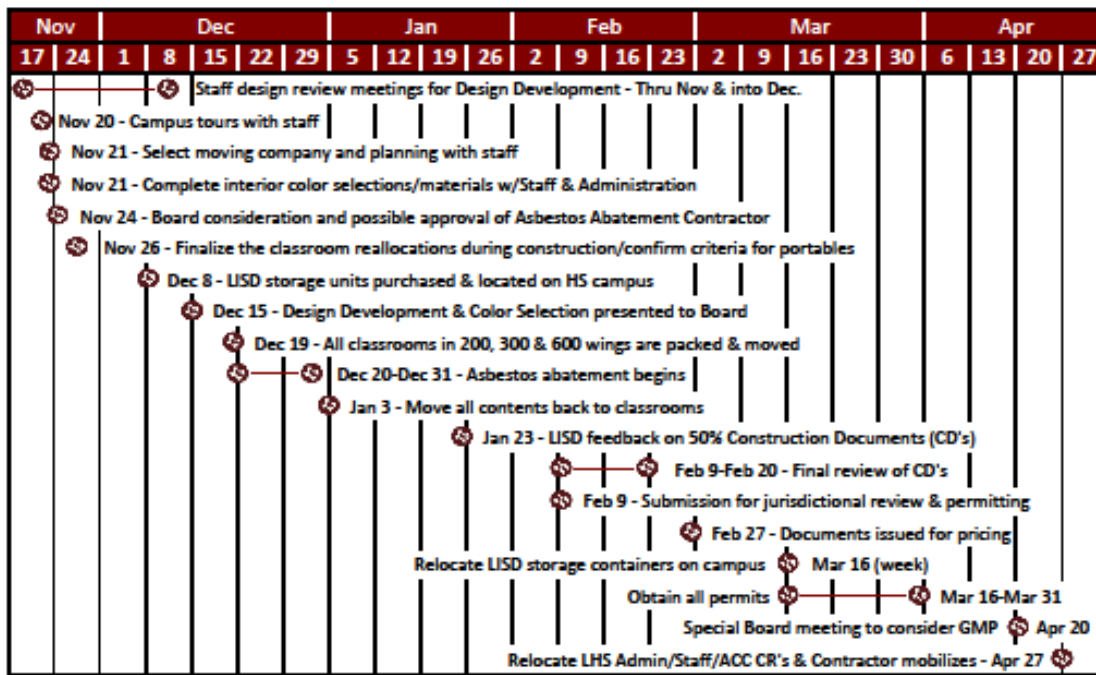 Nov Dec Jan Feb Mar Apr
17 24 1 8 15 22 29 5 12 19 26 2 9 16 23 2 9 16 23 30 6 13 20 27
Staff design review meetings for Design Development - Thru Nov & into Dec.
Nov 20 - Campus tours with staff
Nov 21 - Select moving company and planning with staff
Nov 21 - Complete interior color selections/materials w/Staff & Administration
Nov 24 - Board consideration and possible approval of Asbestos Abatement Contractor
Nov 26 - Finalize the classroom reallocations during construction/confirm criteria for portables
Dec 8 - LISD storage units purchased & located on HS campus
Dec 15 - Design Development & Color Selection presented to Board
Dec 19 - All classrooms in 200, 300 & 600 wings are packed & moved
Dec 20-Dec 31 - Asbestos abatement begins
Jan 3 - Move all contents back to classrooms
Jan 23 - LISD feedback on 50% Construction Documents (CD's)
Feb 9-Feb 20 - Final review of CD's
Feb 9 - Submission for jurisdictional review & permitting
Feb 27 - Documents issued for pricing
Relocate LISD storage containers on campus Mar 16 (week)
Obtain all permits Mar 16-Mar 31
Special Board meeting to consider GMP Apr 20
Relocate LHS Admin/Staff/ACC CR's & Contractor mobilizes - Apr 27